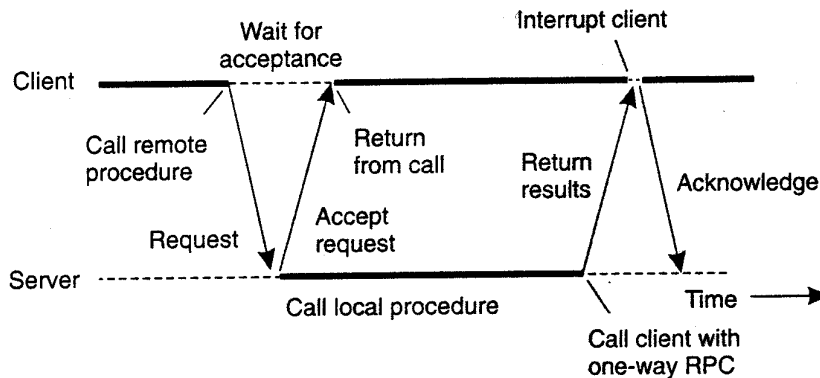 Wait for
acceptance
Interrupt client
Client
Call remote
procedure
Return
from call
Return
results
Acknowledge
Request
Accept
request
Server
Call local procedure
Time
Call client with
one-way RPC